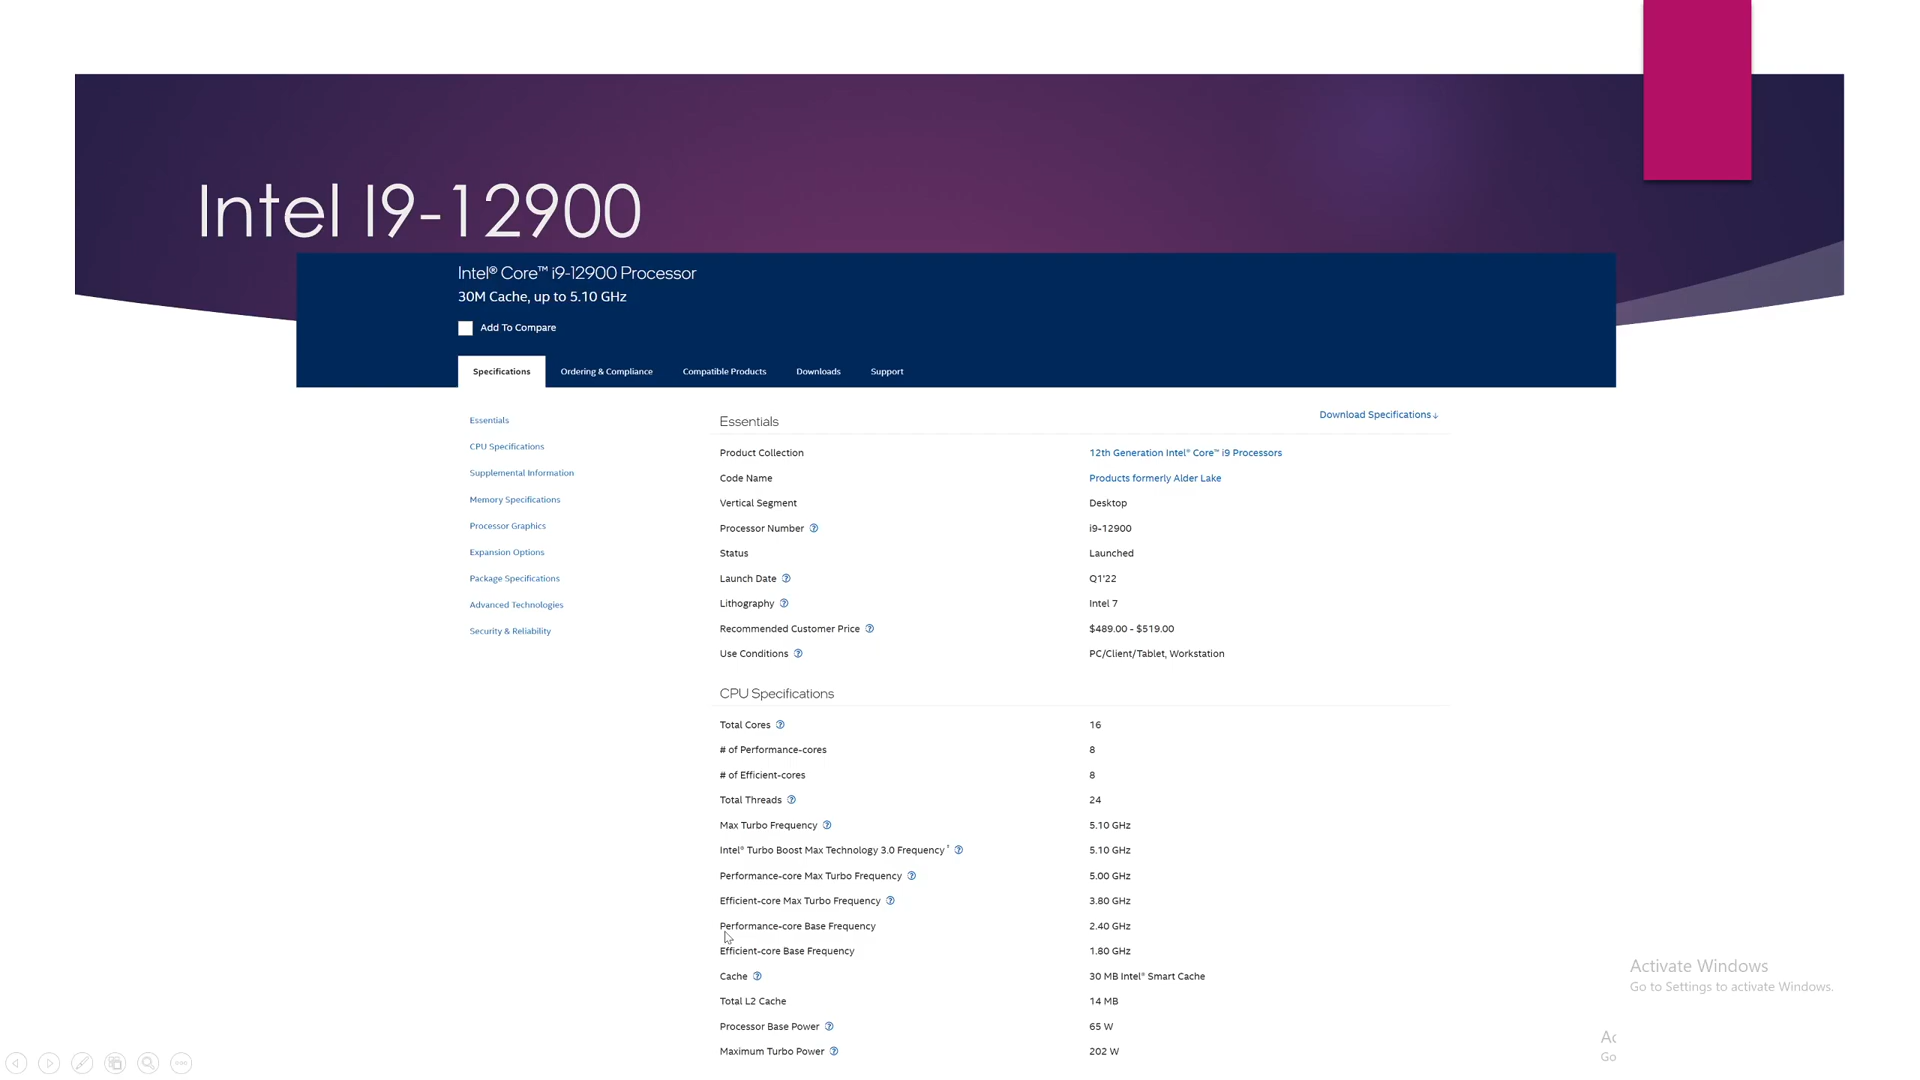 Intel I9-12900
Intel® Core™ i9-12900 Processor
30M Cache, up to 5.10 GHz
Add To Compare
Specifications Ordering & Compliance Compatible Products Downloads Support
Essentials
CPU Specifications
Supplemental Information
Memory Specifications
Processor Graphics
Expansion Options
Package Specifications
Advanced Technologies
Security & Reliability
Download Specifications ↓
Essentials
Product Collection 12th Generation Intel® Core™ i9 Processors
Code Name Products formerly Alder Lake
Vertical Segment Desktop
Processor Number i9-12900
Status Launched
Launch Date Q1'22
Lithography Intel 7
Recommended Customer Price $489.00 - $519.00
Use Conditions PC/Client/Tablet, Workstation
CPU Specifications
Total Cores 16
# of Performance-cores 8
# of Efficient-cores 8
Total Threads 24
Max Turbo Frequency 5.10 GHz
Intel® Turbo Boost Max Technology 3.0 Frequency ‡ 5.10 GHz
Performance-core Max Turbo Frequency 5.00 GHz
Efficient-core Max Turbo Frequency 3.80 GHz
Performance-core Base Frequency 2.40 GHz
Efficient-core Base Frequency 1.80 GHz
Cache 30 MB Intel® Smart Cache
Total L2 Cache 14 MB
Processor Base Power 65 W
Maximum Turbo Power 202 W
Activate Windows
Go to Settings to activate Windows.
Ac
Go